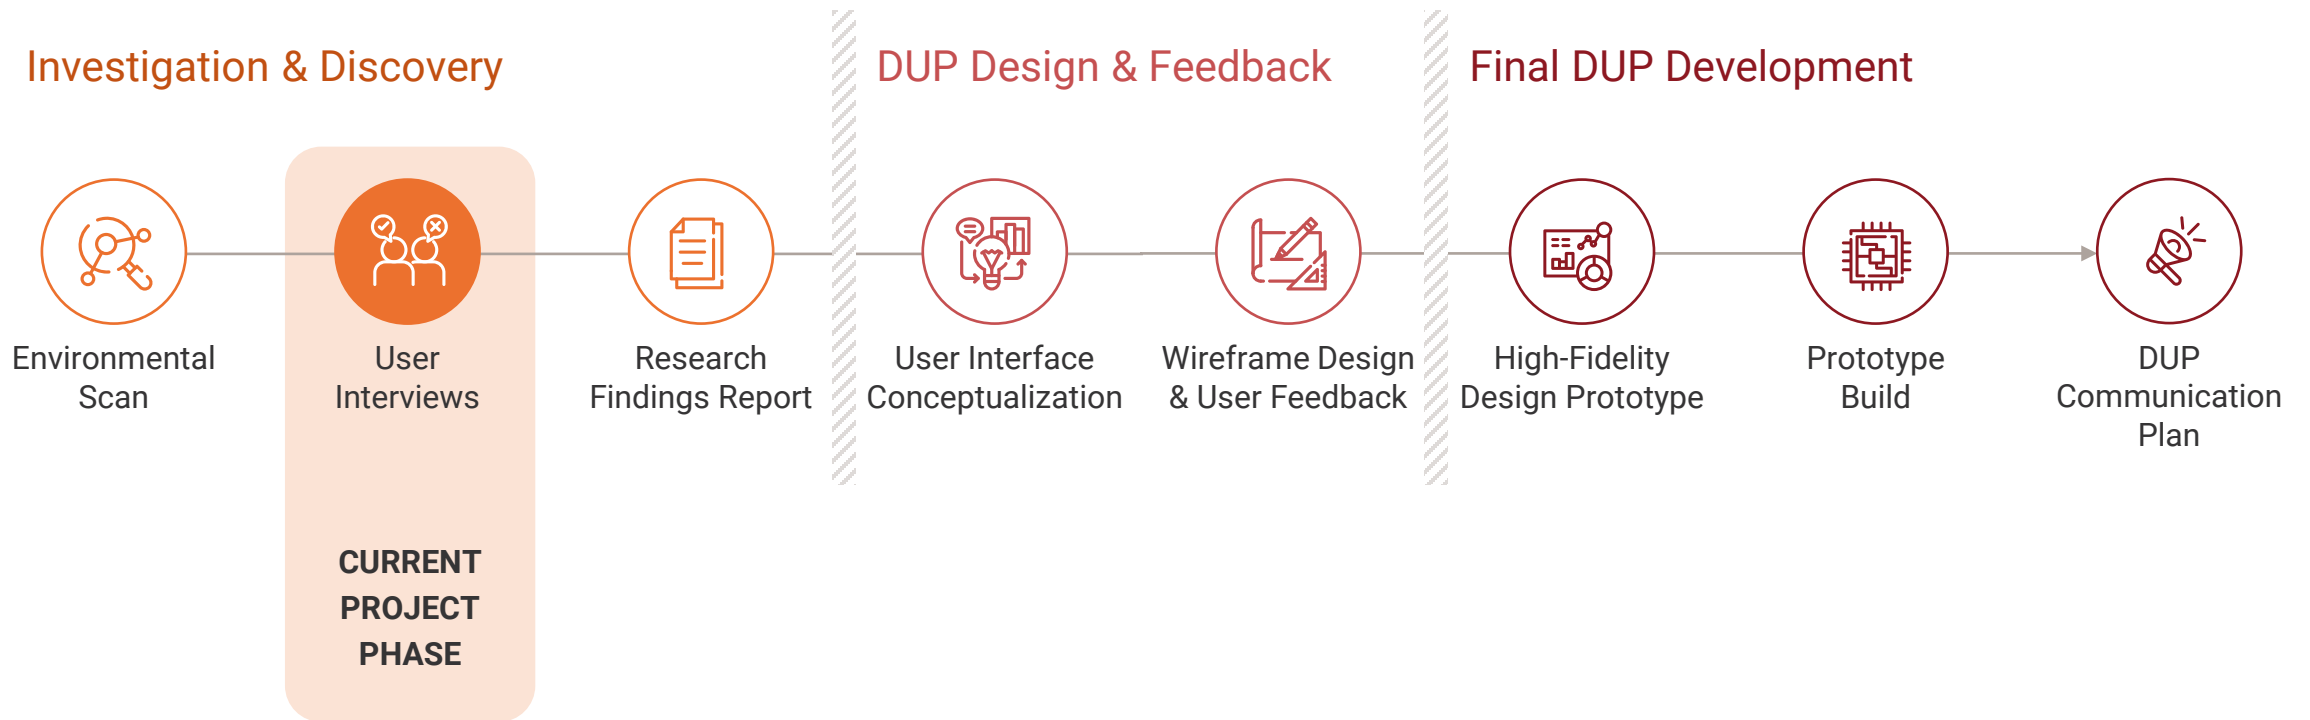 Investigation & Discovery
DUP Design & Feedback
Final DUP Development
Environmental
Scan
User
Interviews
Research
Findings Report
User Interface
Conceptualization
Wireframe Design
& User Feedback
High-Fidelity
Design Prototype
Prototype
Build
DUP
Communication
Plan
CURRENT
PROJECT
PHASE